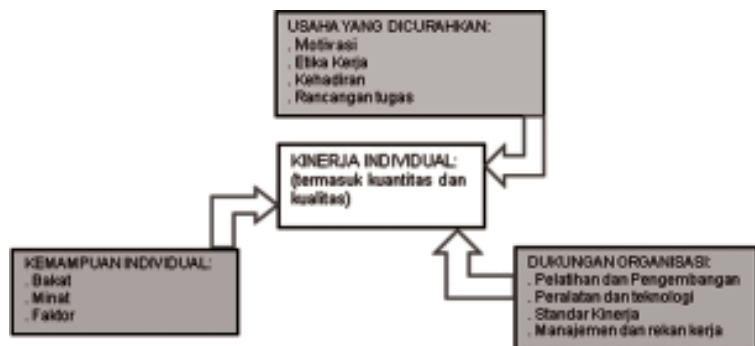 USAHA YANG DICURAHKAN:
. Motivasi
. Etika Kerja
. Kehadiran
. Rancangan tugas
KINERJA INDIVIDUAL:
(termasuk kuantitas dan
kualitas)
KEMAMPUAN INDIVIDUAL:
. Bakat
. Minat
. Faktor
DUKUNGAN ORGANISASI:
. Pelatihan dan Pengembangan
. Peralatan dan teknologi
. Standar Kinerja
. Manajemen dan rekan kerja